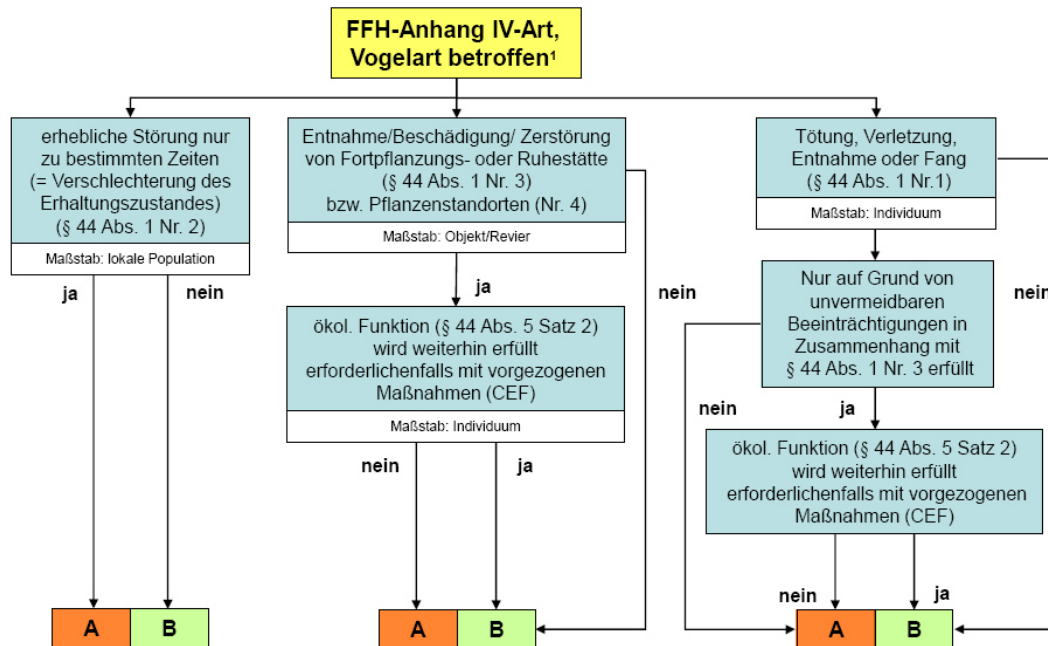 FFH-Anhang IV-Art,
Vogelart betroffen¹
erhebliche Störung nur
zu bestimmten Zeiten
(= Verschlechterung des
Erhaltungszustandes)
(§ 44 Abs. 1 Nr. 2)
Maßstab: lokale Population
ja
nein
A
B
Entnahme/Beschädigung/ Zerstörung
von Fortpflanzungs- oder Ruhestätte
(§ 44 Abs. 1 Nr. 3)
bzw. Pflanzenstandorten (Nr. 4)
Maßstab: Objekt/Revier
ja
nein
ökol. Funktion (§ 44 Abs. 5 Satz 2)
wird weiterhin erfüllt
erforderlichenfalls mit vorgezogenen
Maßnahmen (CEF)
Maßstab: Individuum
nein
ja
A
B
Tötung, Verletzung,
Entnahme oder Fang
(§ 44 Abs. 1 Nr.1)
Maßstab: Individuum
nein
Nur auf Grund von
unvermeidbaren
Beeinträchtigungen in
Zusammenhang mit
§ 44 Abs. 1 Nr. 3 erfüllt
nein
ja
ökol. Funktion (§ 44 Abs. 5 Satz 2)
wird weiterhin erfüllt
erforderlichenfalls mit vorgezogenen
Maßnahmen (CEF)
nein
ja
A
B